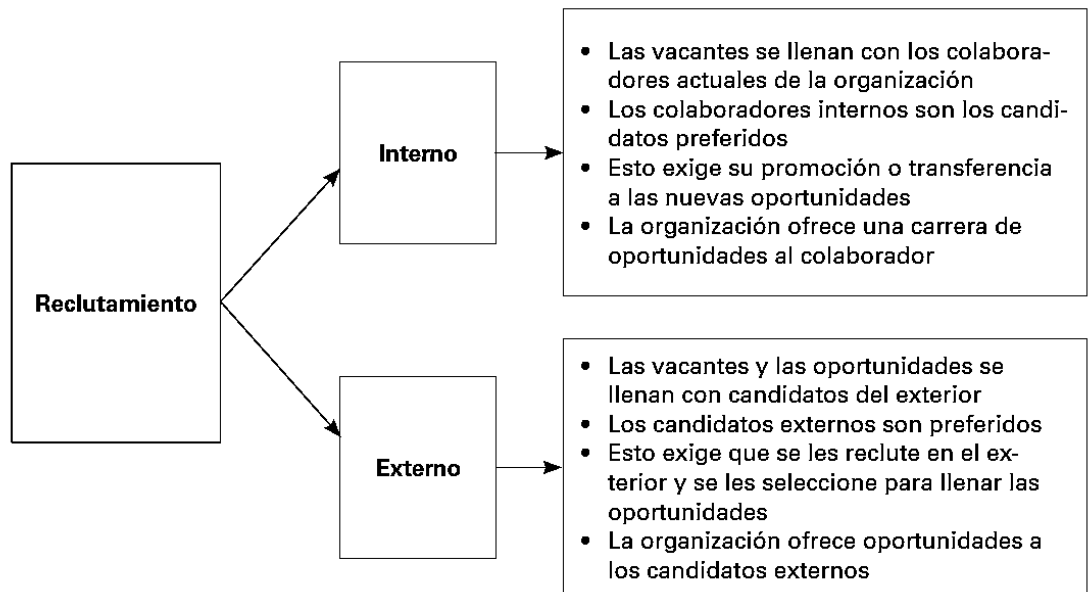 Reclutamiento
Interno
• Las vacantes se llenan con los colabora-
dores actuales de la organización
• Los colaboradores internos son los candi-
datos preferidos
• Esto exige su promoción o transferencia
a las nuevas oportunidades
• La organización ofrece una carrera de
oportunidades al colaborador
Externo
• Las vacantes y las oportunidades se
llenan con candidatos del exterior
• Los candidatos externos son preferidos
• Esto exige que se les reclute en el ex-
terior y se les seleccione para llenar las
oportunidades
• La organización ofrece oportunidades a
los candidatos externos